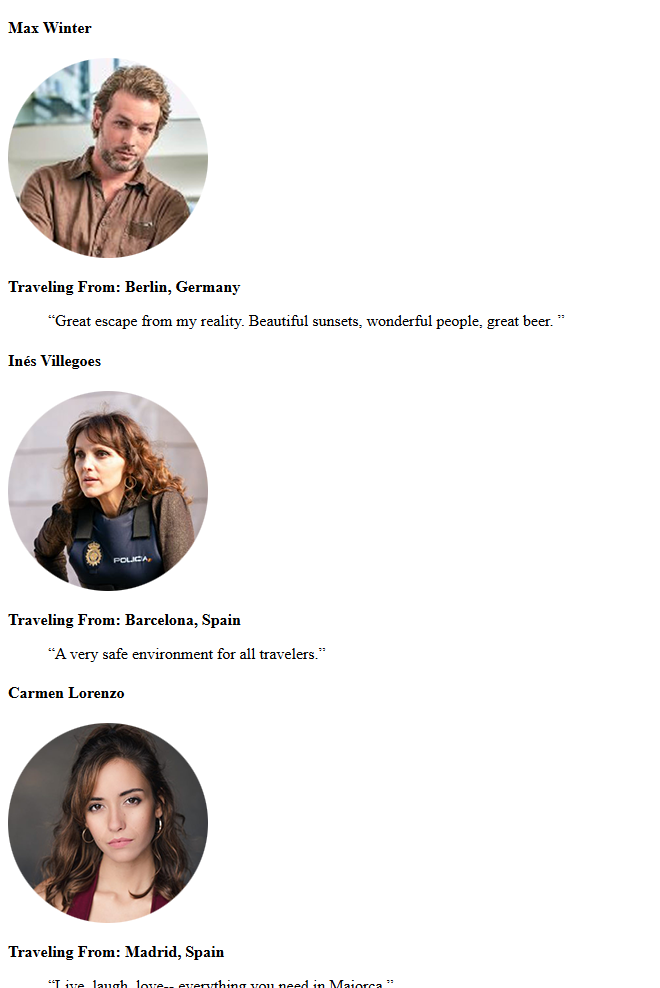 Max Winter
Traveling From: Berlin, Germany
“Great escape from my reality. Beautiful sunsets, wonderful people, great beer. ”
Inés Villegoes
POLICIA
Traveling From: Barcelona, Spain
“A very safe environment for all travelers.”
Carmen Lorenzo
Traveling From: Madrid, Spain
“Live, laugh, love-- everything you need in Majorca.”